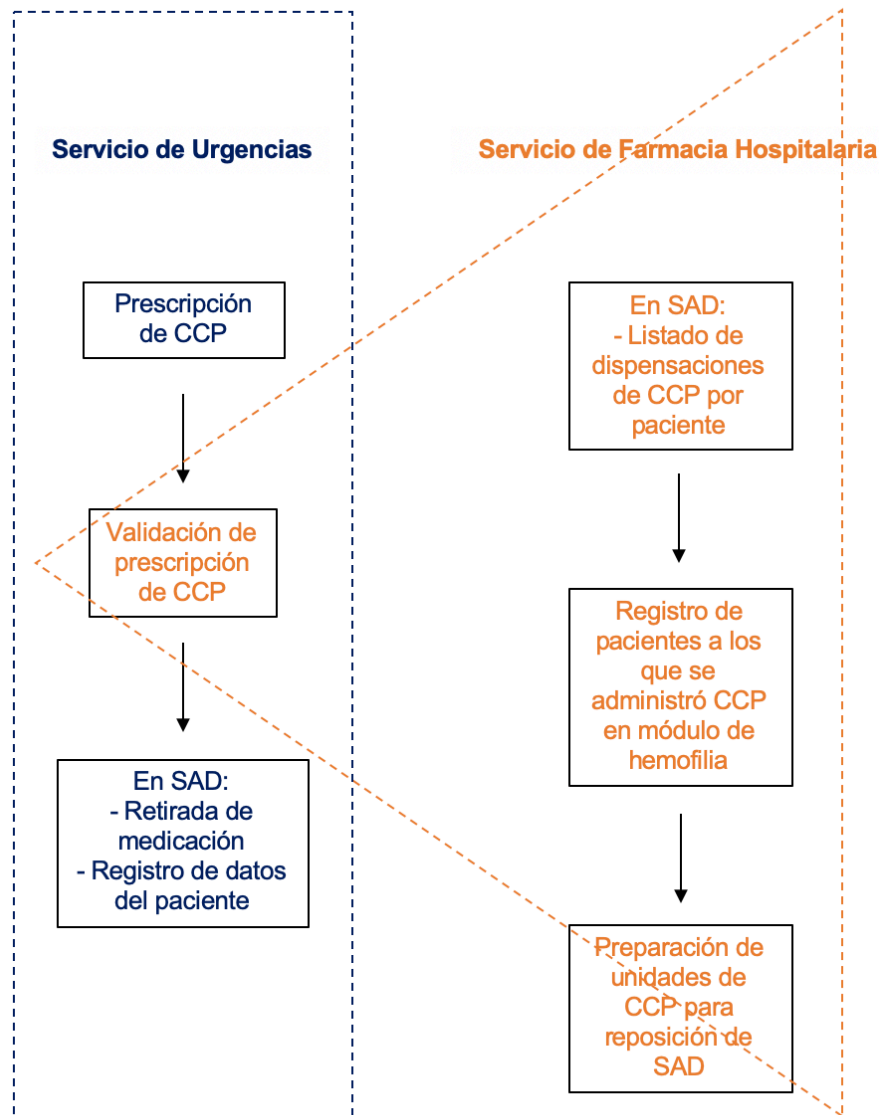 Servicio de Urgencias
Servicio de Farmacia Hospitalaria
Prescripción
de CCP
Validación de
prescripción
de CCP
En SAD:
- Retirada de
medicación
- Registro de datos
del paciente
En SAD:
- Listado de
dispensaciones
de CCP por
paciente
Registro de
pacientes a los
que se
administró CCP
en módulo de
hemofilia
Preparación de
unidades de
CCP para
reposición de
SAD